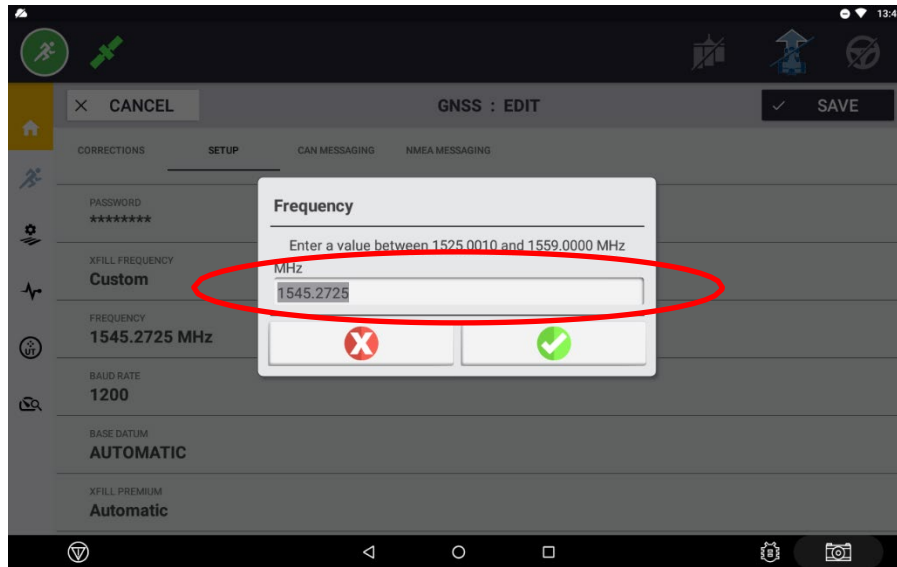 13:4
CANCEL
GNSS : EDIT
SAVE
CORRECTIONS
SETUP
CAN MESSAGING
NMEA MESSAGING
PASSWORD
********
XFILL FREQUENCY
Custom
FREQUENCY
1545.2725 MHz
BAUD RATE
1200
BASE DATUM
AUTOMATIC
XFILL PREMIUM
Automatic
Frequency
Enter a value between 1525.0010 and 1559.0000 MHz
MHz
1545.2725
UT